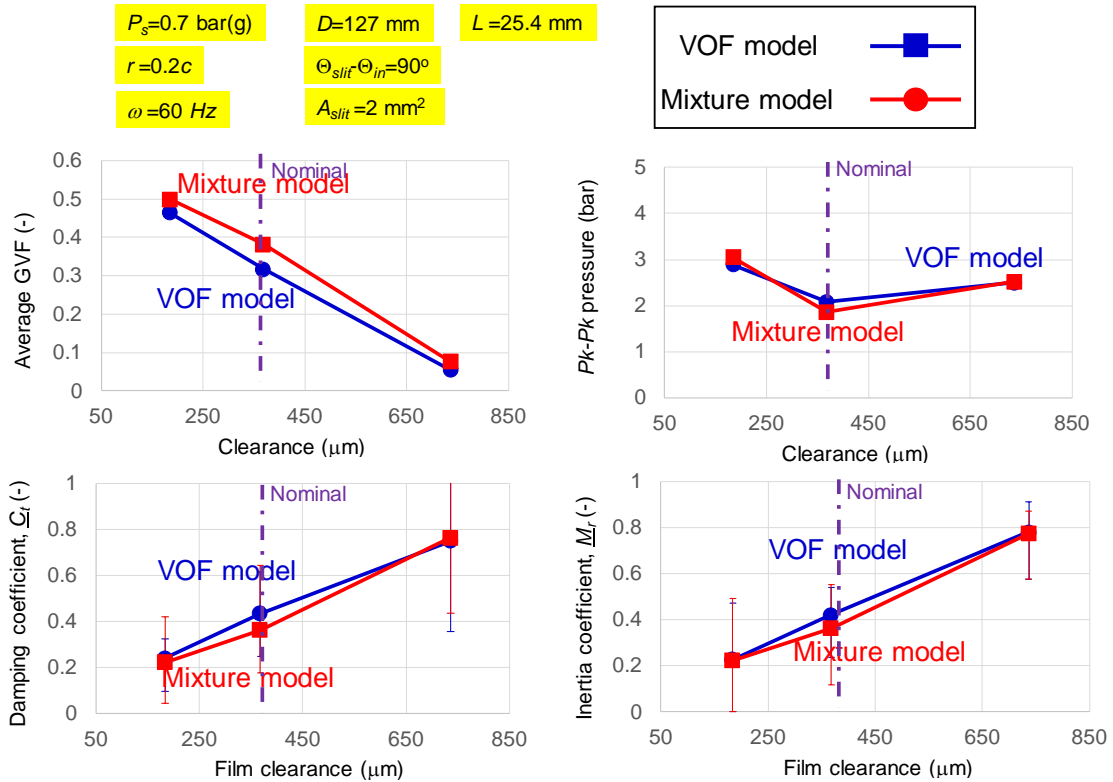 Ps=0.7 bar(g)
D=127 mm
L=25.4 mm
r=0.2c
Θslit-Θin=90º
ω=60 Hz
Aslit=2 mm²
VOF model
Mixture model
0.6
0.5
0.4
0.3
0.2
0.1
0
Average GVF (-)
Nominal
Mixture model
VOF model
50
250
450
650
850
Clearance (μm)
5
4
3
2
1
0
Pk-Pk pressure (bar)
Nominal
VOF model
Mixture model
50
250
450
650
850
Clearance (μm)
1
0.8
0.6
0.4
0.2
0
Damping coefficient, Ct (-)
Nominal
VOF model
Mixture model
50
250
450
650
850
Film clearance (μm)
1
0.8
0.6
0.4
0.2
0
Inertia coefficient, Mr (-)
Nominal
VOF model
Mixture model
50
250
450
650
850
Film clearance (μm)